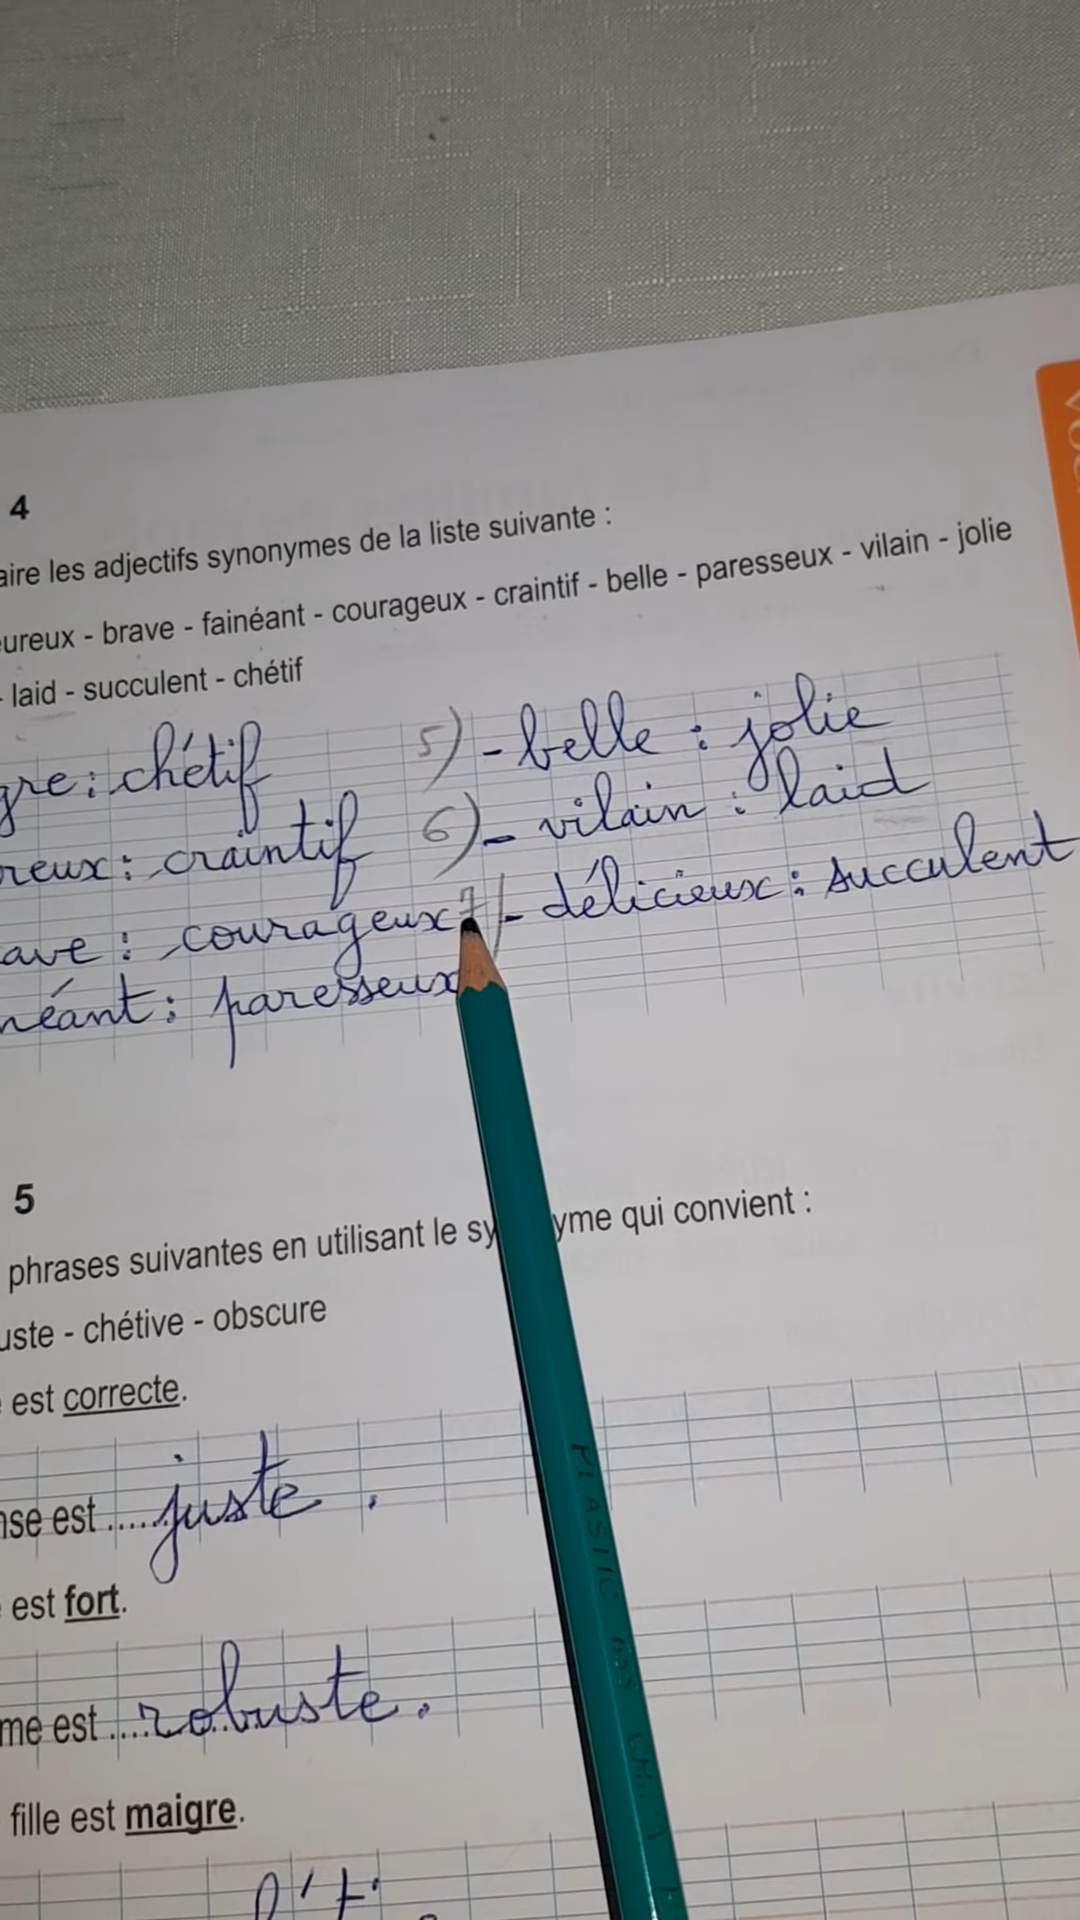 4
aire les adjectifs synonymes de la liste suivante :
ureux - brave - fainéant - courageux - craintif - belle - paresseux - vilain - jolie
- laid - succulent - chétif
gre : chétif 5) - belle : jolie
reux : craintif 6) - vilain : laid
ave : courageux 7) - délicieux : succulent
néant : paresseux
5
phrases suivantes en utilisant le sy yme qui convient :
uste - chétive - obscure
est correcte.
nse est ..... juste .
est fort.
me est .... robuste .
fille est maigre.
PLASTIC